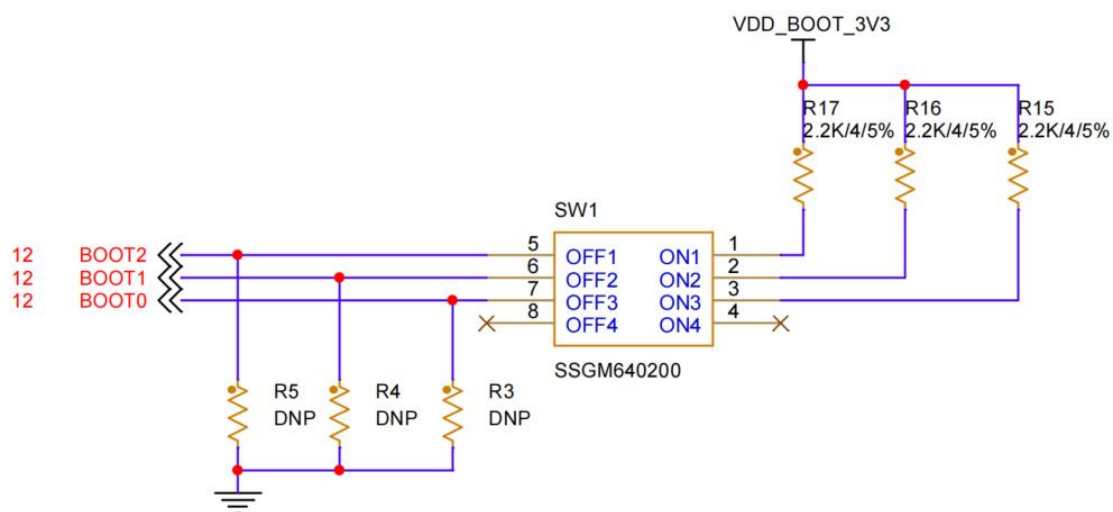 VDD_BOOT_3V3
R17 R16 R15
2.2K/4/5% 2.2K/4/5% 2.2K/4/5%
SW1
12 BOOT2 5 OFF1 ON1 1
12 BOOT1 6 OFF2 ON2 2
12 BOOT0 7 OFF3 ON3 3
8 OFF4 ON4 4
SSGM640200
R5 R4 R3
DNP DNP DNP